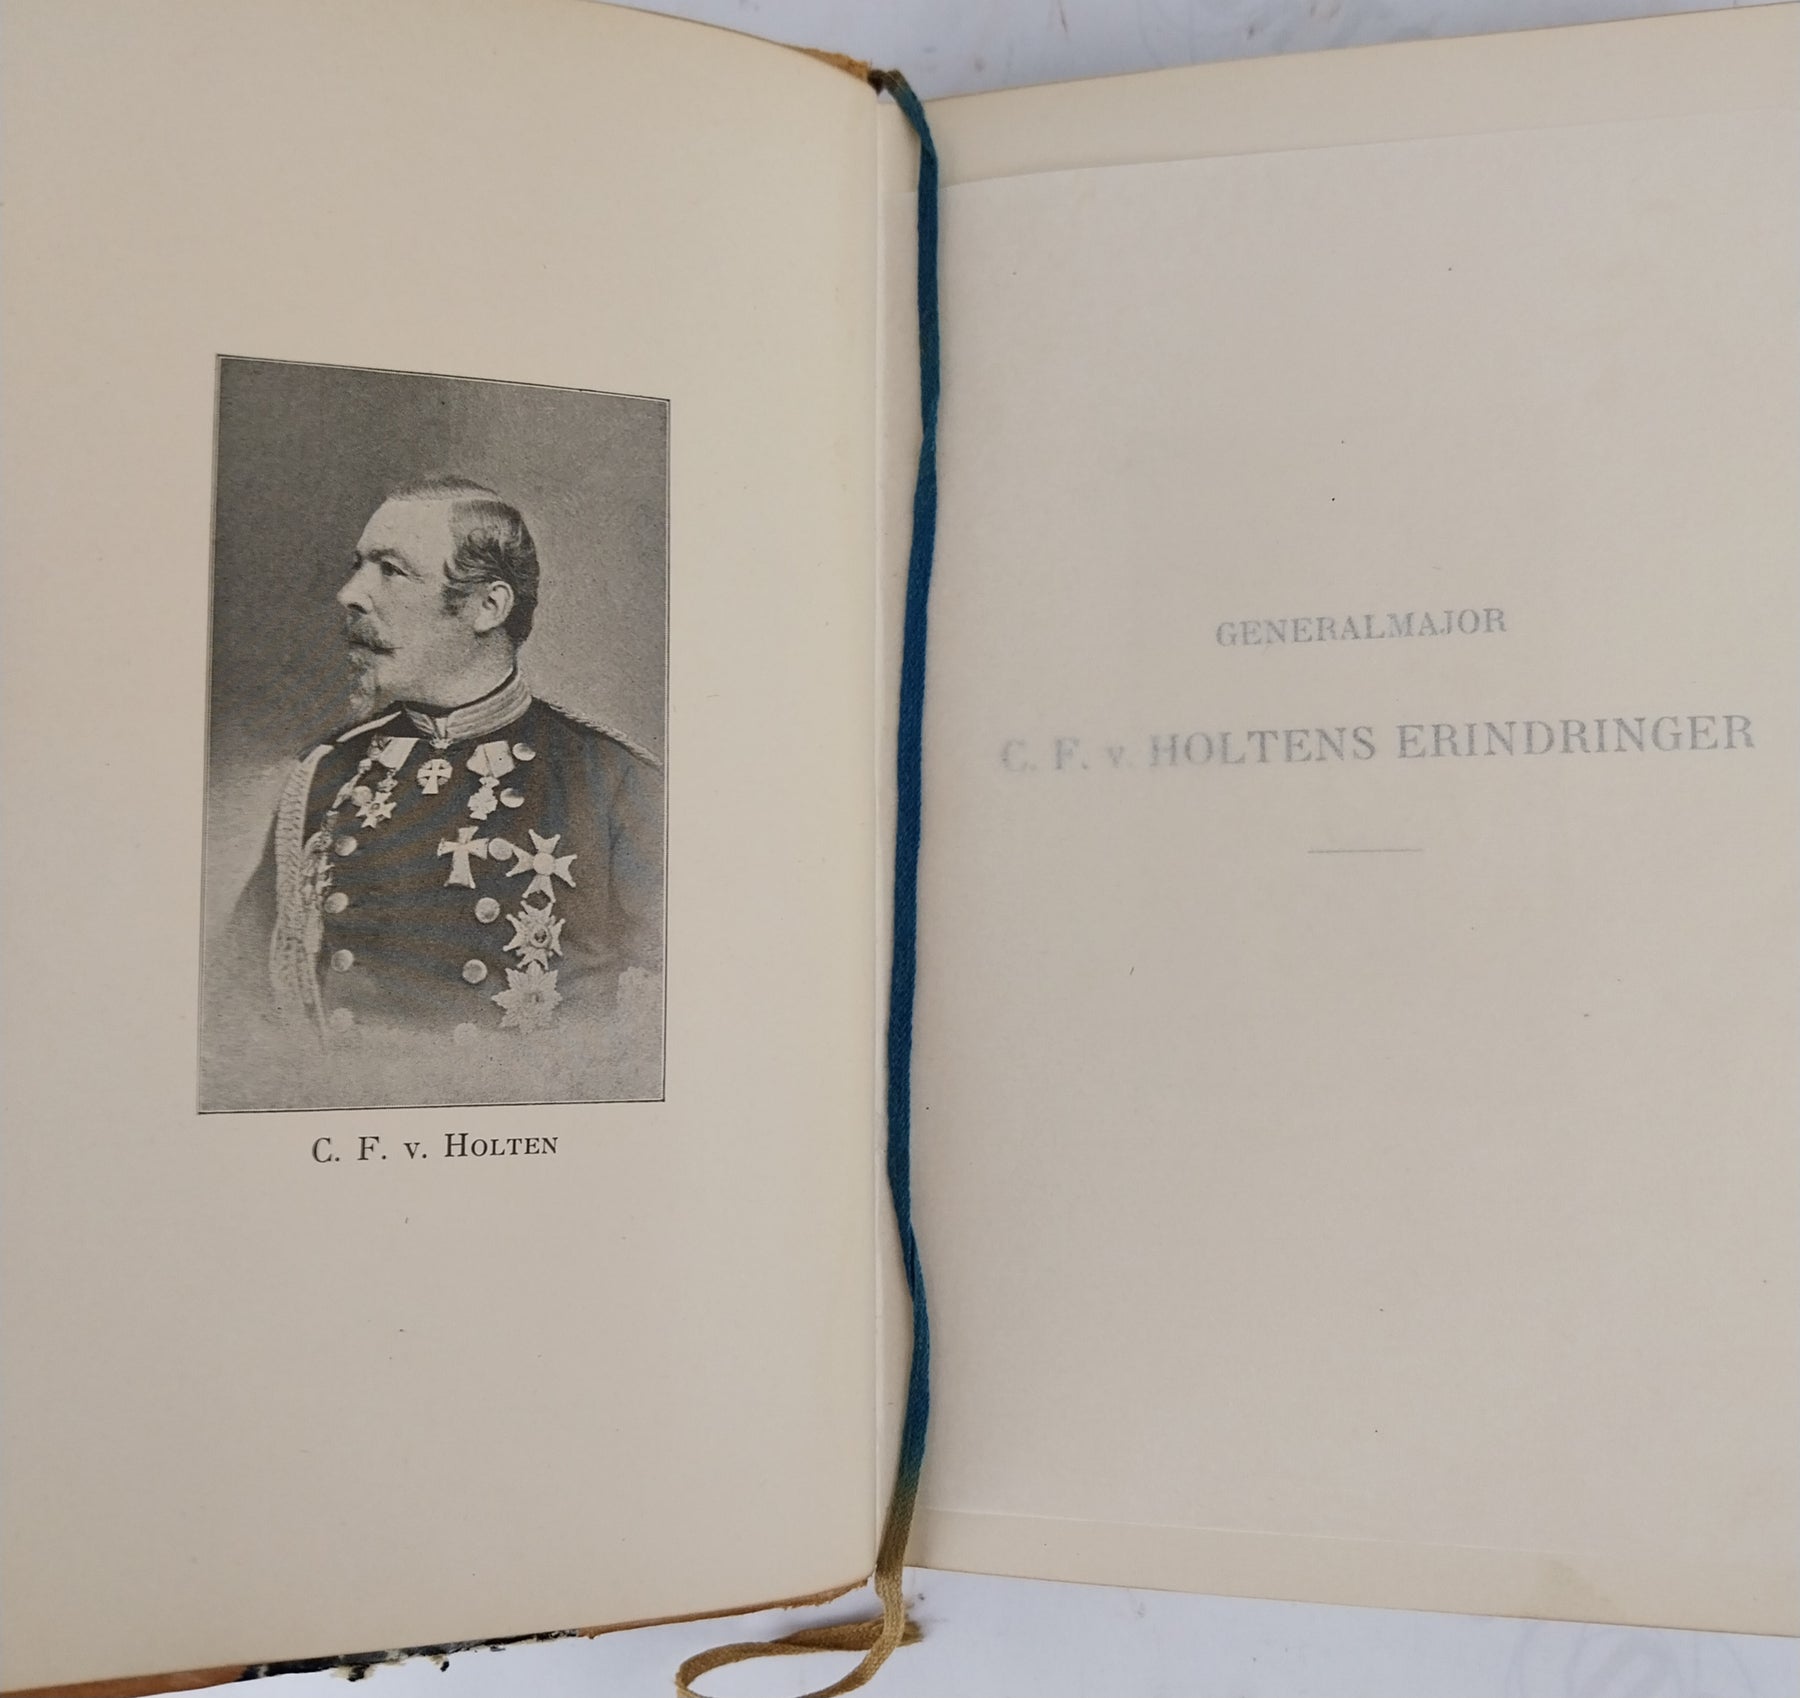 C. F. v. HOLTEN
GENERALMAJOR
C. F. v. HOLTENS ERINDRINGER